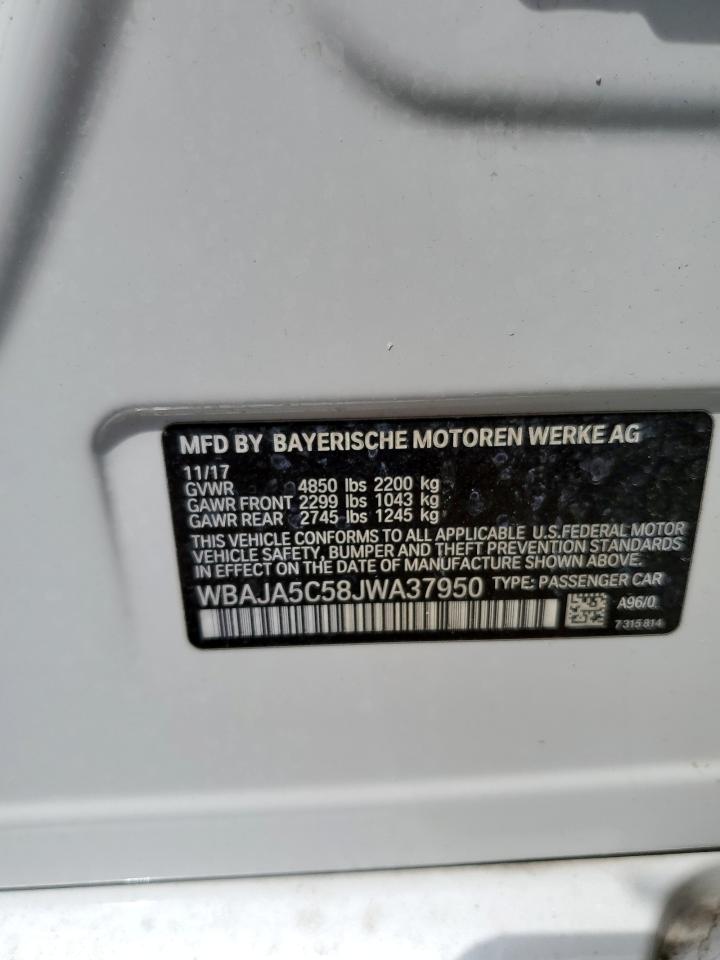 MFD BY BAYERISCHE MOTOREN WERKE AG
11/17
GVWR 4850 lbs 2200 kg
GAWR FRONT 2299 lbs 1043 kg
GAWR REAR 2745 lbs 1245 kg
THIS VEHICLE CONFORMS TO ALL APPLICABLE U.S.FEDERAL MOTOR
VEHICLE SAFETY, BUMPER AND THEFT PREVENTION STANDARDS
IN EFFECT ON THE DATE OF MANUFACTURE SHOWN ABOVE.
WBAJA5C58JWA37950 TYPE: PASSENGER CAR
A96/0
7 315 814